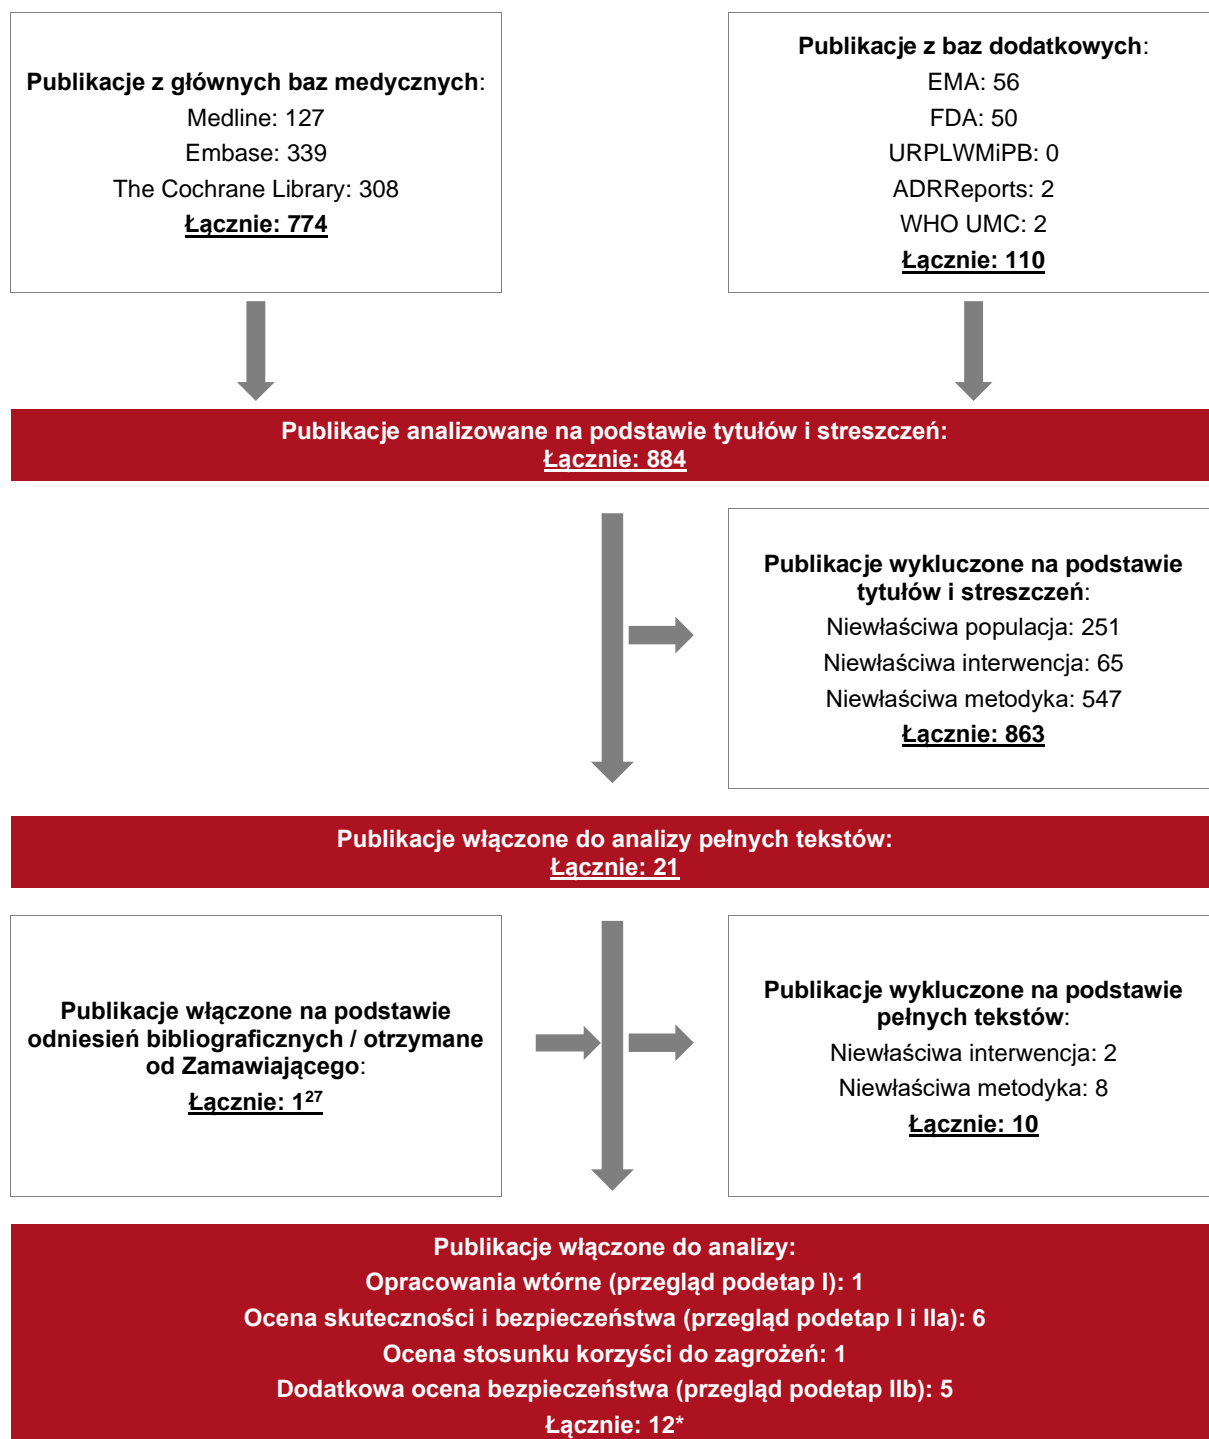 Publikacje z głównych baz medycznych:
Medline: 127
Embase: 339
The Cochrane Library: 308
Łącznie: 774
Publikacje z baz dodatkowych:
EMA: 56
FDA: 50
URPLWMiPB: 0
ADRReports: 2
WHO UMC: 2
Łącznie: 110
Publikacje analizowane na podstawie tytułów i streszczeń:
Łącznie: 884
Publikacje wykluczone na podstawie
tytułów i streszczeń:
Niewłaściwa populacja: 251
Niewłaściwa interwencja: 65
Niewłaściwa metodyka: 547
Łącznie: 863
Publikacje włączone do analizy pełnych tekstów:
Łącznie: 21
Publikacje włączone na podstawie
odniesień bibliograficznych / otrzymane
od Zamawiającego:
Łącznie: 1²⁷
Publikacje wykluczone na podstawie
pełnych tekstów:
Niewłaściwa interwencja: 2
Niewłaściwa metodyka: 8
Łącznie: 10
Publikacje włączone do analizy:
Opracowania wtórne (przegląd podetap I): 1
Ocena skuteczności i bezpieczeństwa (przegląd podetap I i IIa): 6
Ocena stosunku korzyści do zagrożeń: 1
Dodatkowa ocena bezpieczeństwa (przegląd podetap IIb): 5
Łącznie: 12*